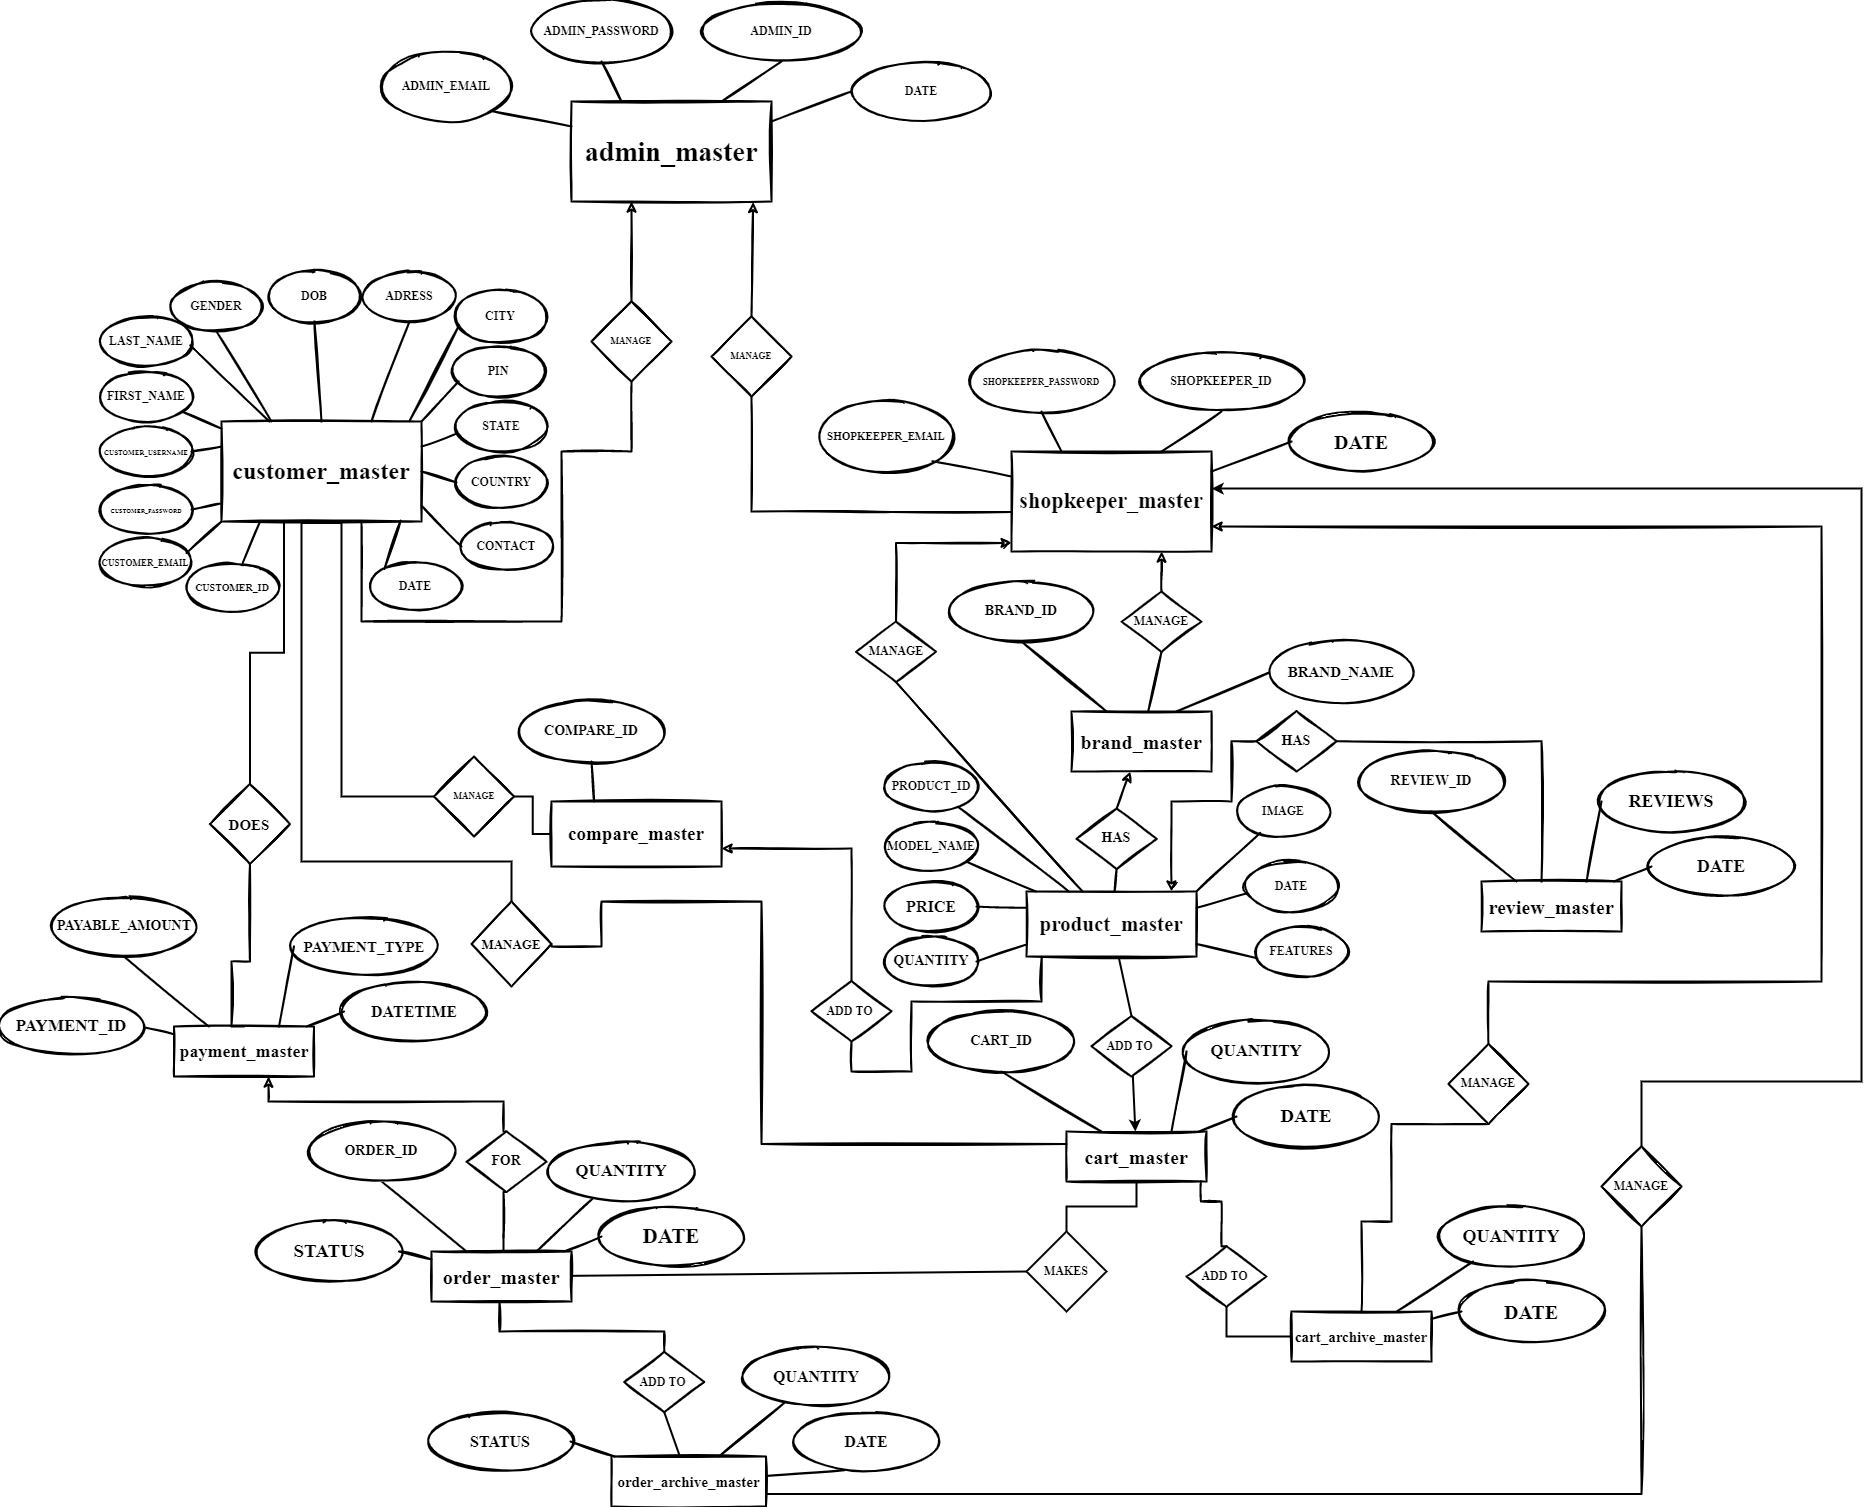 ADMIN_PASSWORD
ADMIN_ID
ADMIN_EMAIL
DATE
admin_master
MANAGE
MANAGE
GENDER
DOB
ADRESS
CITY
LAST_NAME
PIN
FIRST_NAME
STATE
CUSTOMER_USERNAME
customer_master
COUNTRY
CUSTOMER_PASSWORD
CONTACT
CUSTOMER_EMAIL
CUSTOMER_ID
DATE
SHOPKEEPER_PASSWORD
SHOPKEEPER_ID
SHOPKEEPER_EMAIL
DATE
shopkeeper_master
BRAND_ID
MANAGE
MANAGE
BRAND_NAME
brand_master
HAS
COMPARE_ID
MANAGE
compare_master
DOES
PRODUCT_ID
IMAGE
REVIEW_ID
REVIEWS
MODEL_NAME
HAS
DATE
DATE
PRICE
product_master
review_master
QUANTITY
FEATURES
PAYABLE_AMOUNT
PAYMENT_TYPE
MANAGE
PAYMENT_ID
DATETIME
payment_master
ADD TO
CART_ID
ADD TO
QUANTITY
MANAGE
DATE
cart_master
ORDER_ID
FOR
QUANTITY
MANAGE
STATUS
DATE
order_master
MAKES
ADD TO
QUANTITY
DATE
cart_archive_master
ADD TO
QUANTITY
STATUS
DATE
order_archive_master